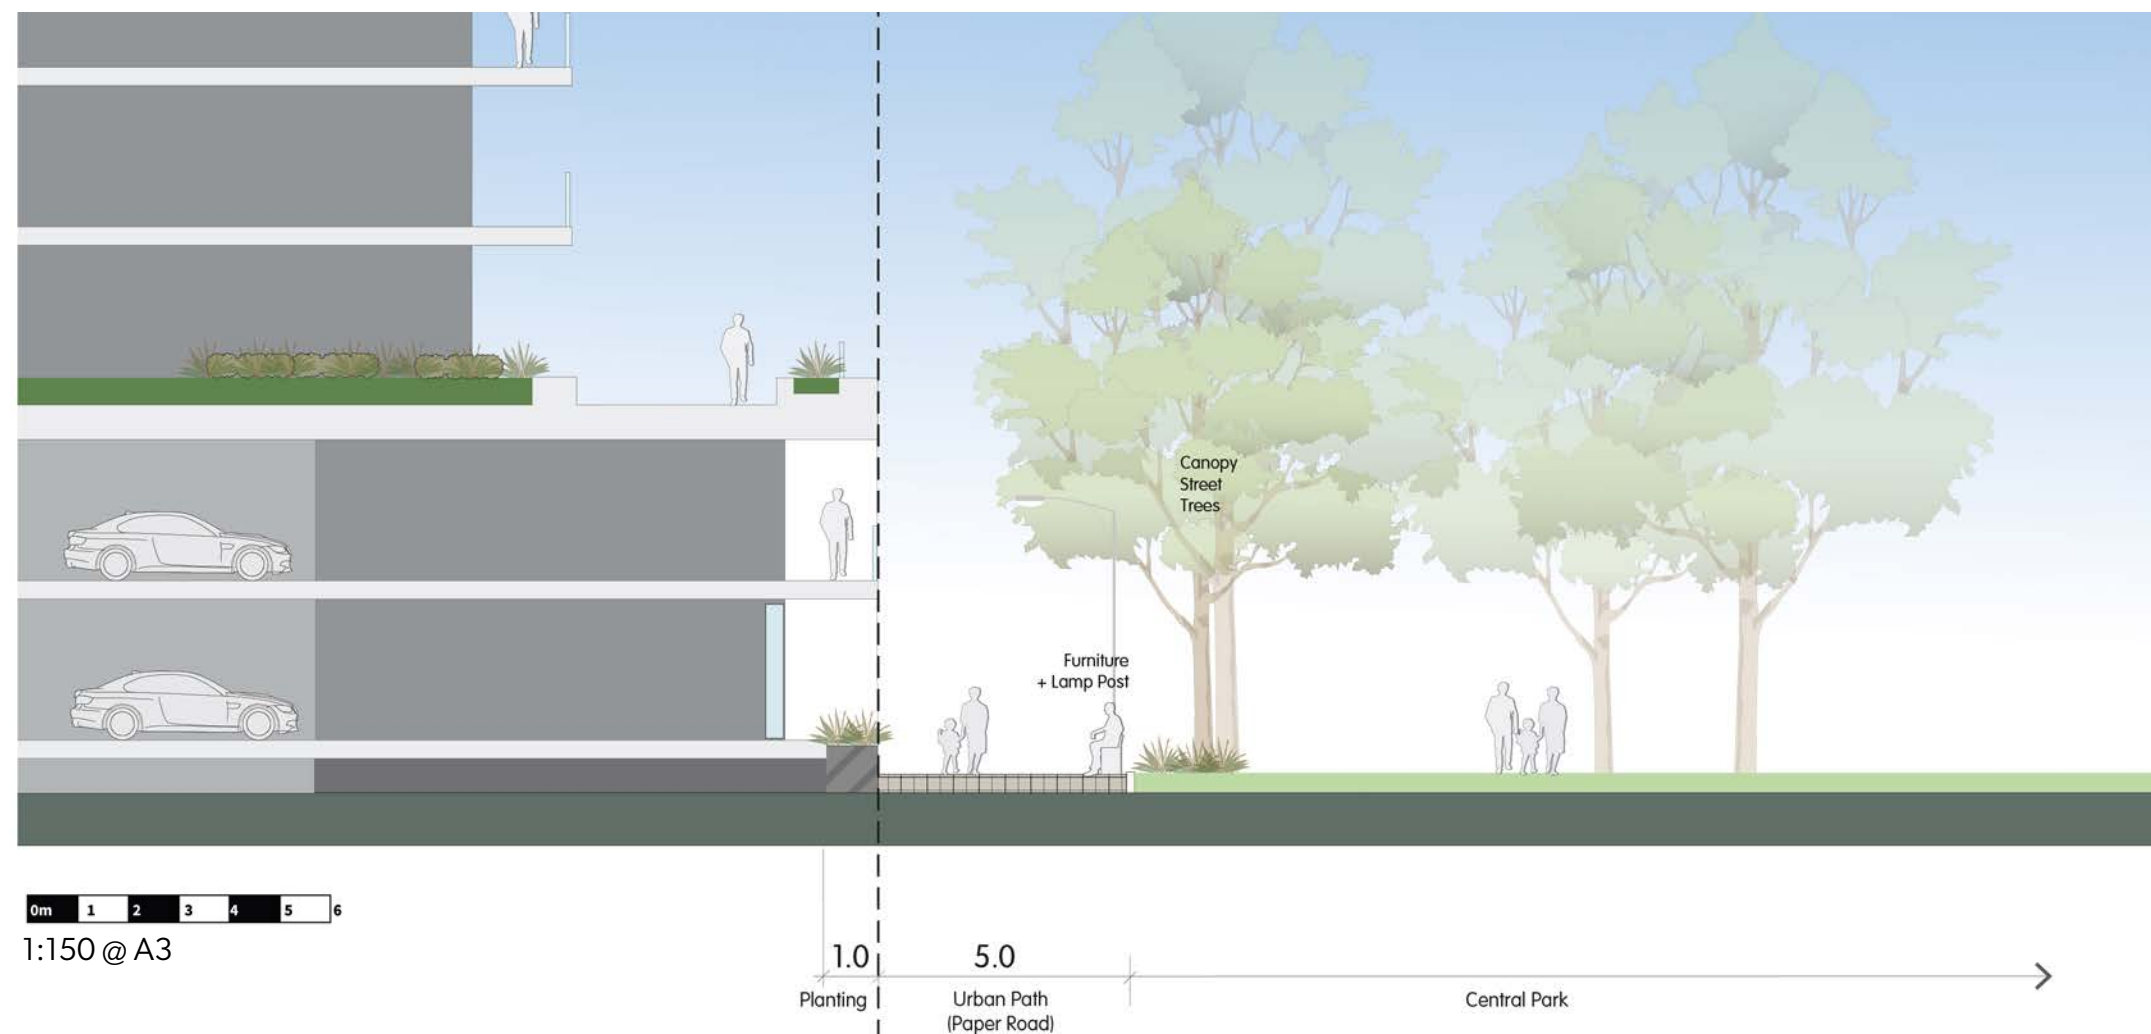 Canopy
Street
Trees
Furniture
+ Lamp Post
0m 1 2 3 4 5 6
1:150 @ A3
1.0 5.0
Planting
Urban Path
(Paper Road)
Central Park